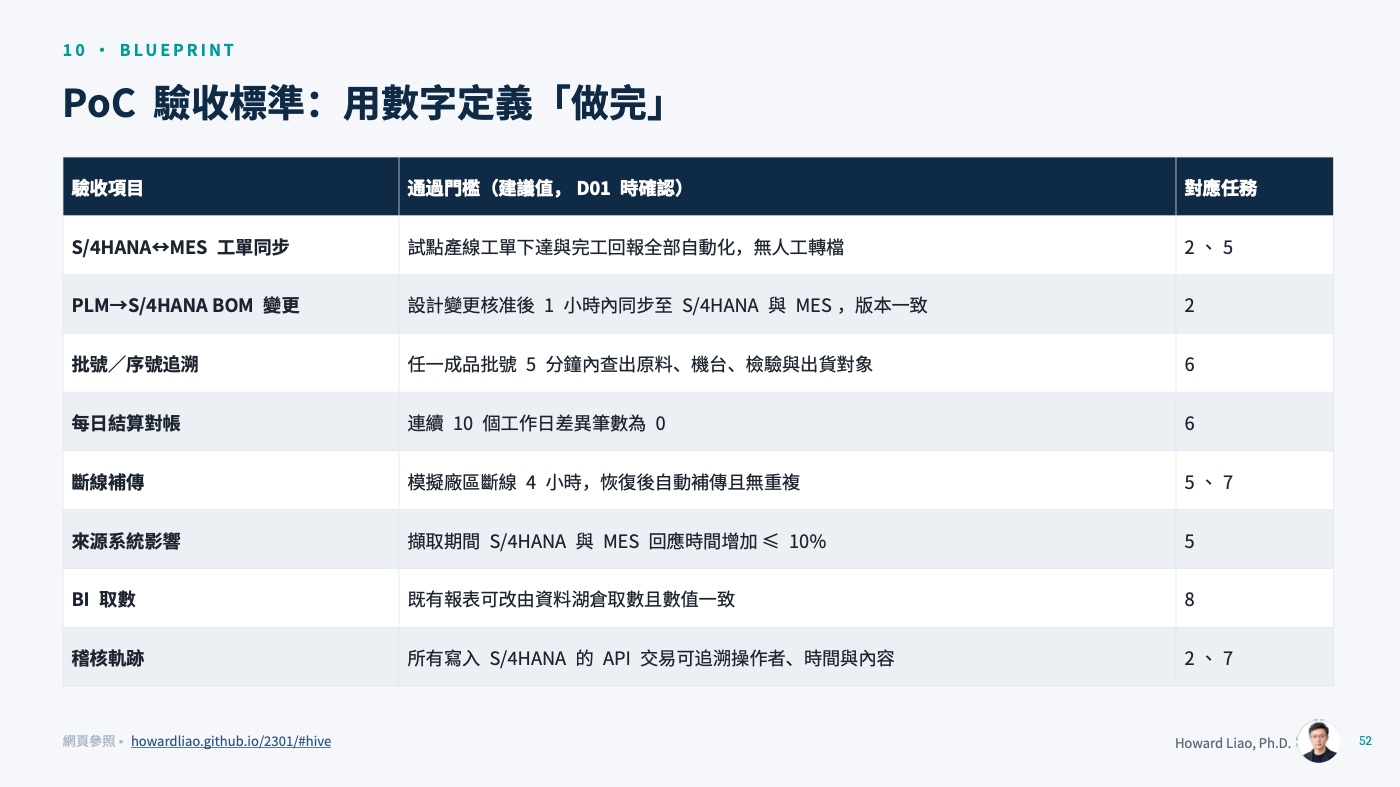 10 • BLUEPRINT
PoC 驗收標準：用數字定義「做完」
驗收項目 通過門檻（建議值， D01 時確認） 對應任務
S/4HANA↔MES 工單同步 試點產線工單下達與完工回報全部自動化，無人工轉檔 2 、 5
PLM→S/4HANA BOM 變更 設計變更核准後 1 小時內同步至 S/4HANA 與 MES ，版本一致 2
批號／序號追溯 任一成品批號 5 分鐘內查出原料、機台、檢驗與出貨對象 6
每日結算對帳 連續 10 個工作日差異筆數為 0 6
斷線補傳 模擬廠區斷線 4 小時，恢復後自動補傳且無重複 5 、 7
來源系統影響 擷取期間 S/4HANA 與 MES 回應時間增加 ≤ 10% 5
BI 取數 既有報表可改由資料湖倉取數且數值一致 8
稽核軌跡 所有寫入 S/4HANA 的 API 交易可追溯操作者、時間與內容 2 、 7
網頁參照 ▸ howardliao.github.io/2301/#hive
Howard Liao, Ph.D. 52